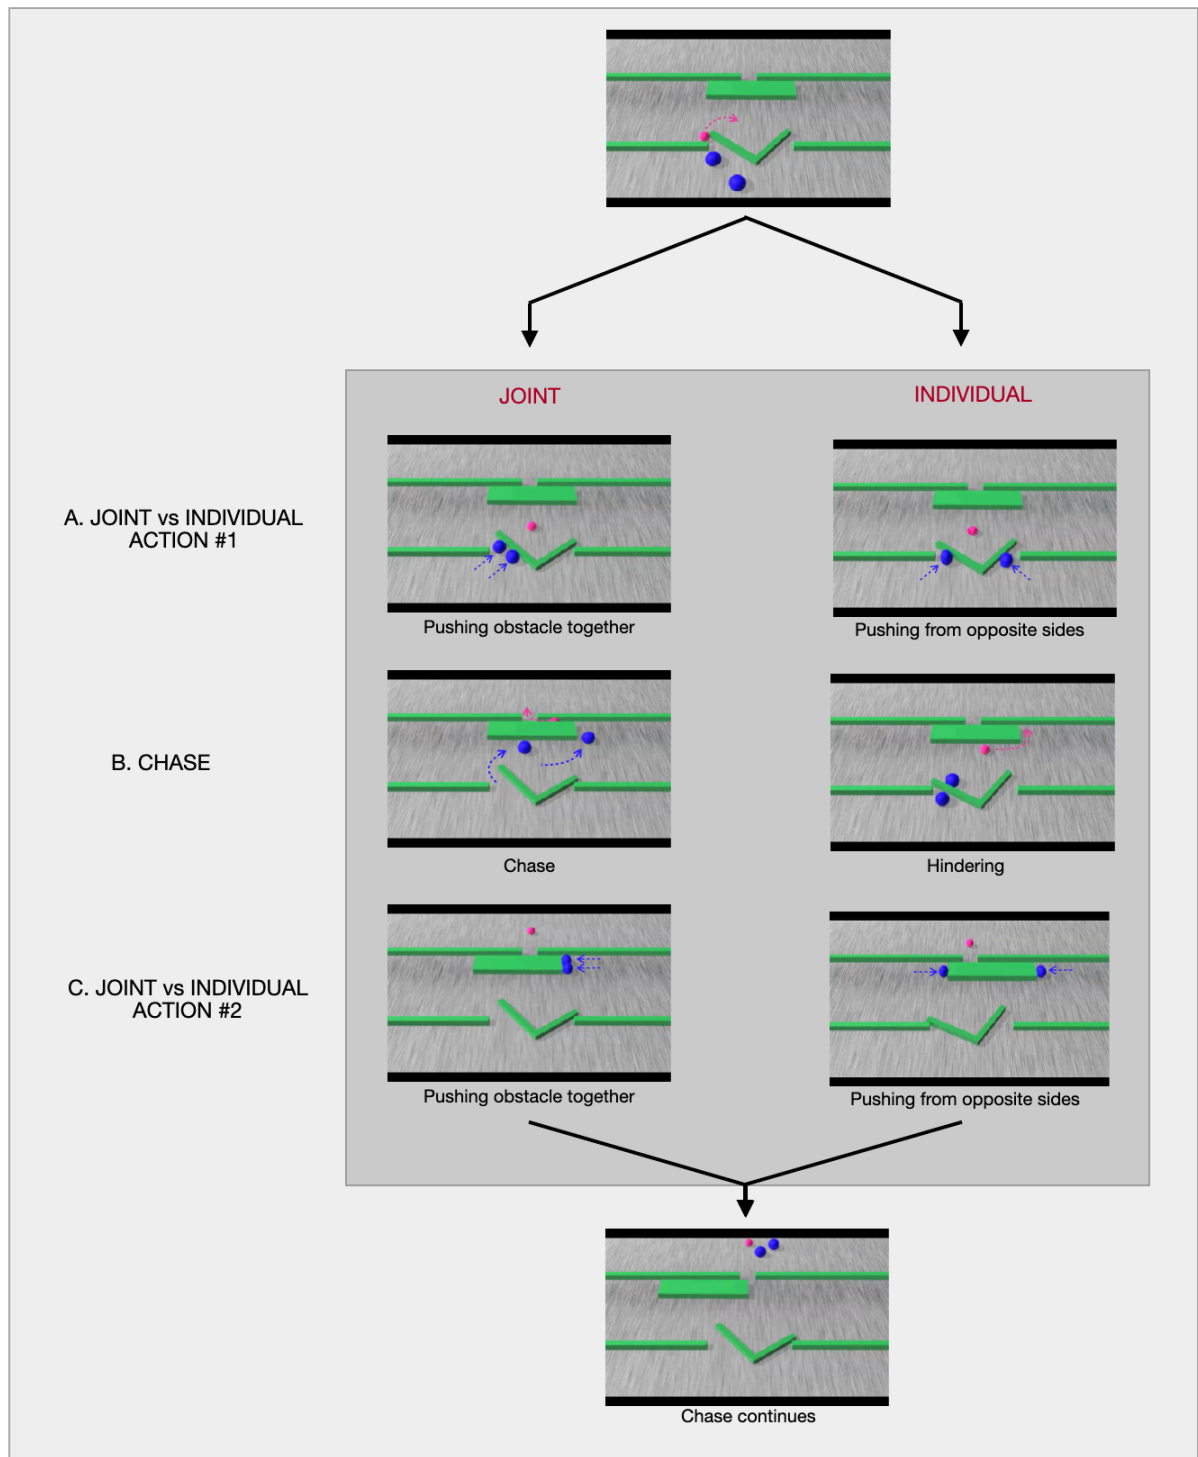 JOINT
INDIVIDUAL
A. JOINT vs INDIVIDUAL
ACTION #1
Pushing obstacle together
Pushing from opposite sides
B. CHASE
Chase
Hindering
C. JOINT vs INDIVIDUAL
ACTION #2
Pushing obstacle together
Pushing from opposite sides
Chase continues